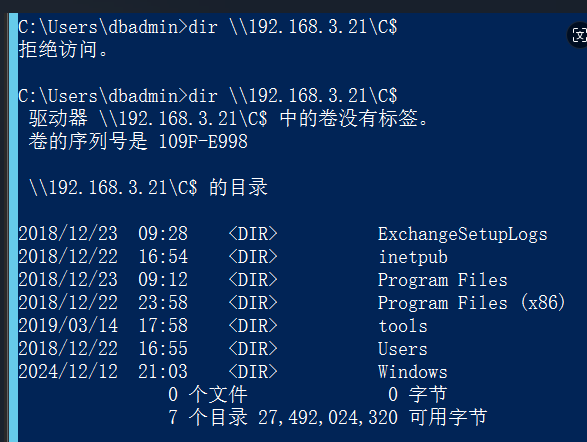 C:\Users\dbadmin>dir \\192.168.3.21\C$
拒绝访问。
C:\Users\dbadmin>dir \\192.168.3.21\C$
驱动器 \\192.168.3.21\C$ 中的卷没有标签。
卷的序列号是 109F-E998
\\192.168.3.21\C$ 的目录
2018/12/23  09:28    <DIR>          ExchangeSetupLogs
2018/12/22  16:54    <DIR>          inetpub
2018/12/23  09:12    <DIR>          Program Files
2018/12/22  23:58    <DIR>          Program Files (x86)
2019/03/14  17:58    <DIR>          tools
2018/12/22  16:55    <DIR>          Users
2024/12/12  21:03    <DIR>          Windows
0 个文件              0 字节
7 个目录 27,492,024,320 可用字节